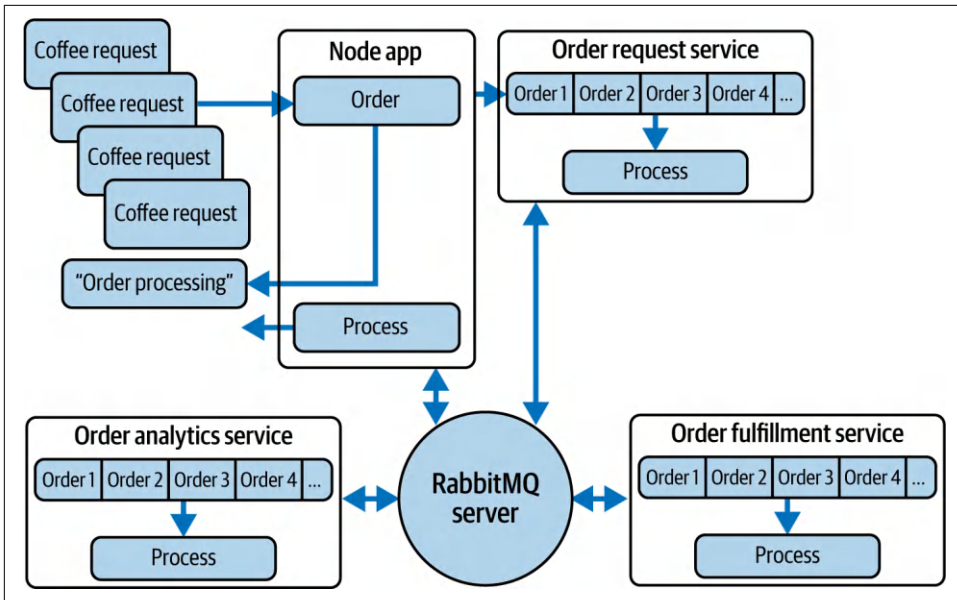 Coffee request
Coffee request
Coffee request
Coffee request
"Order processing"
Node app
Order
Process
Order request service
Order 1 Order 2 Order 3 Order 4 ...
Process
Order analytics service
Order 1 Order 2 Order 3 Order 4 ...
Process
RabbitMQ
server
Order fulfillment service
Order 1 Order 2 Order 3 Order 4 ...
Process